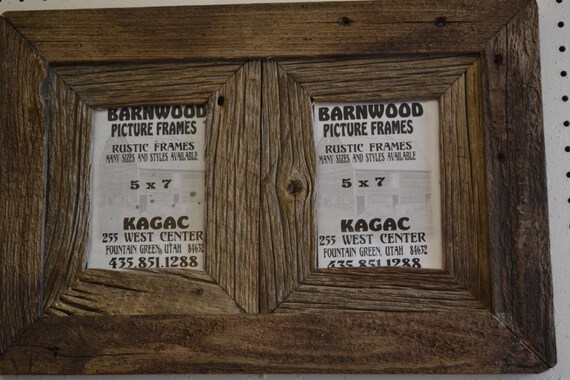 BARNWOOD
PICTURE FRAMES
RUSTIC FRAMES
MANY SIZES AND STYLES AVAILABLE
5 x 7
KAGAC
255 WEST CENTER
FOUNTAIN GREEN, UTAH 84632
435.851.1288
BARNWOOD
PICTURE FRAMES
RUSTIC FRAMES
MANY SIZES AND STYLES AVAILABLE
5 x 7
KAGAC
255 WEST CENTER
FOUNTAIN GREEN, UTAH 84632
435.851.1288